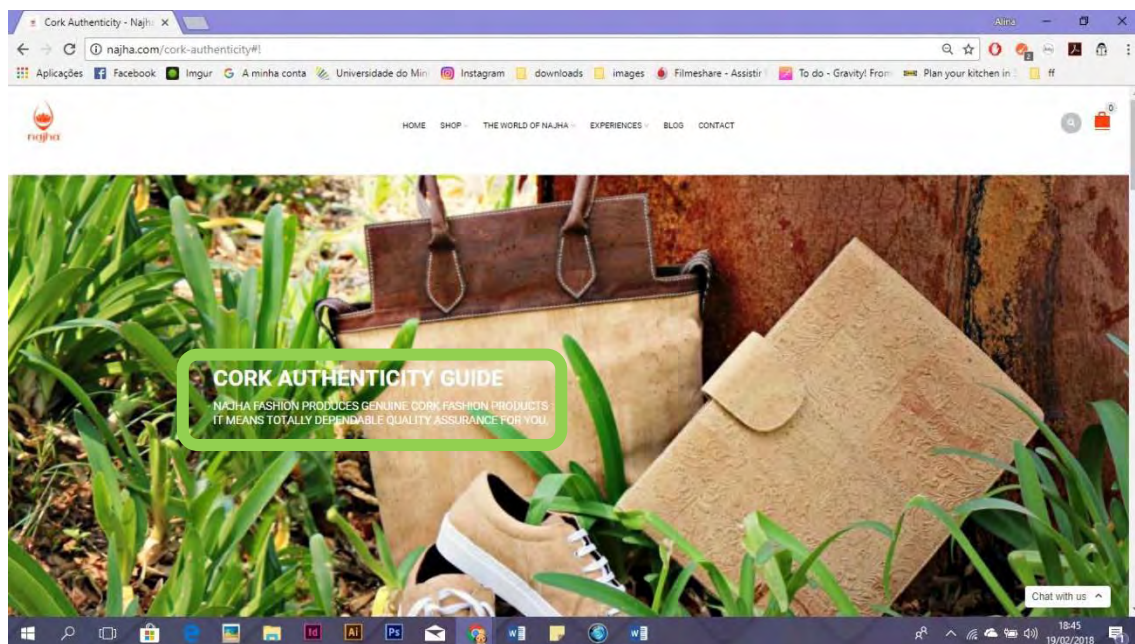 Cork Authenticity - Najh
Alina
najha.com/cork-authenticity#!
Aplicações Facebook Imgur A minha conta Universidade do Min Instagram downloads images Filmeshare - Assistir To do - Gravity! From Plan your kitchen in ff
najha
HOME SHOP THE WORLD OF NAJHA EXPERIENCES BLOG CONTACT
0
CORK AUTHENTICITY GUIDE
NAJHA FASHION PRODUCES GENUINE CORK FASHION PRODUCTS
IT MEANS TOTALLY DEPENDABLE QUALITY ASSURANCE FOR YOU.
Chat with us
18:45
19/02/2018